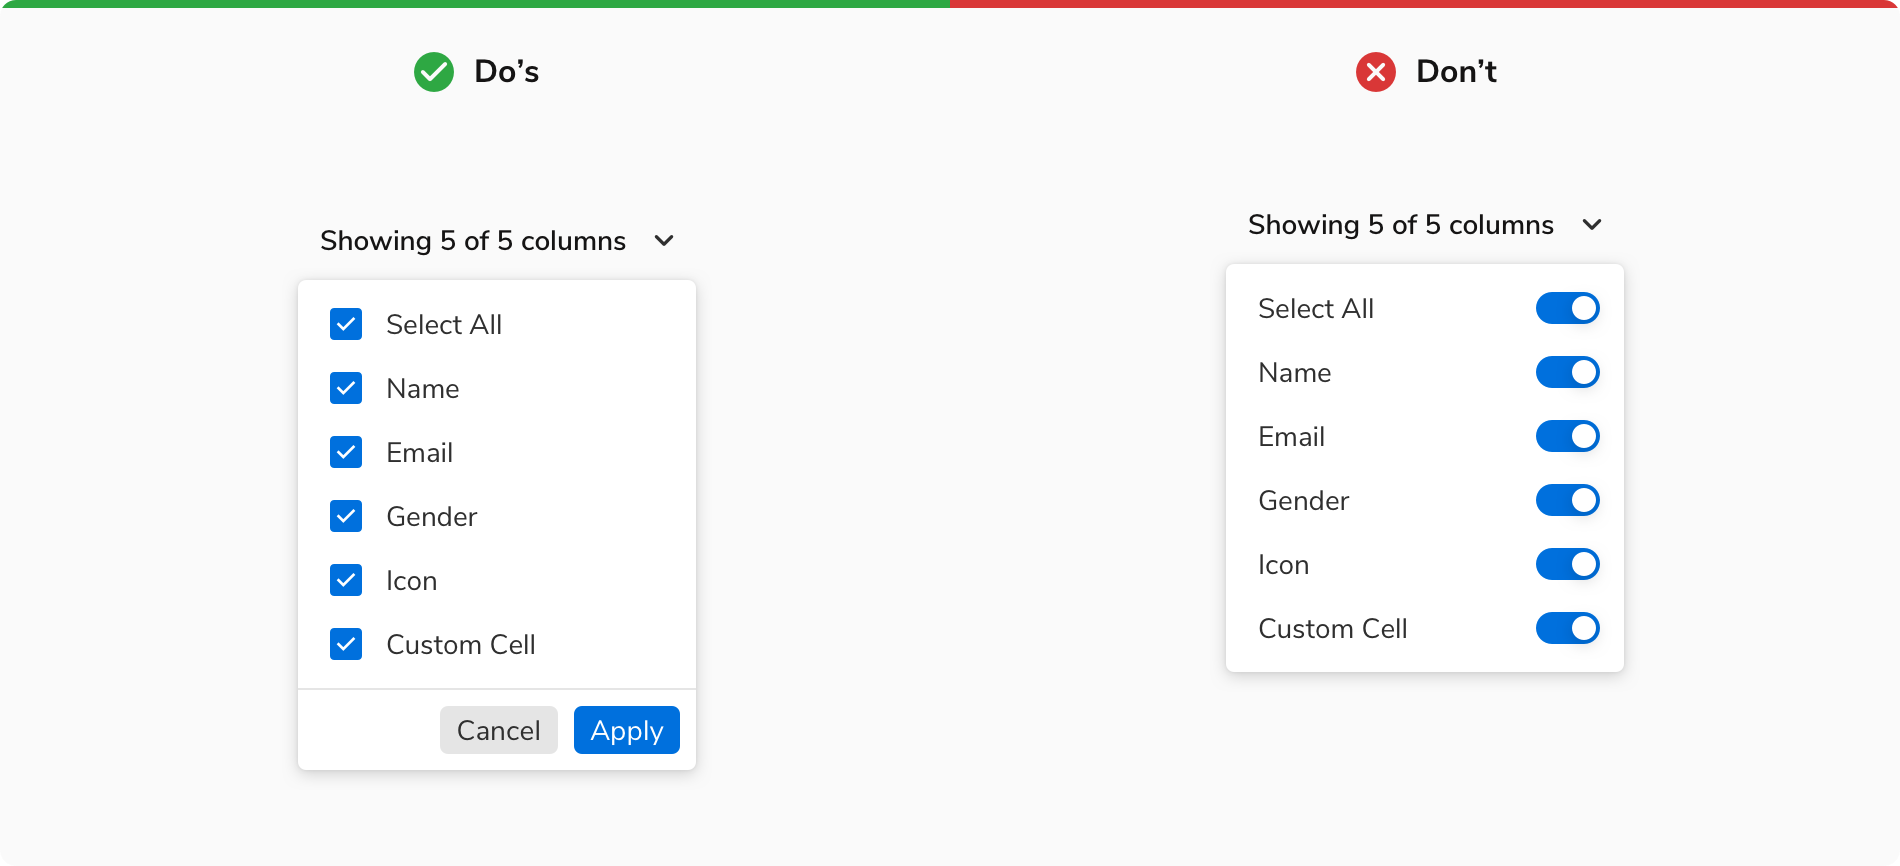 Do’s
Showing 5 of 5 columns
Select All
Name
Email
Gender
Icon
Custom Cell
Cancel
Apply
Don’t
Showing 5 of 5 columns
Select All
Name
Email
Gender
Icon
Custom Cell